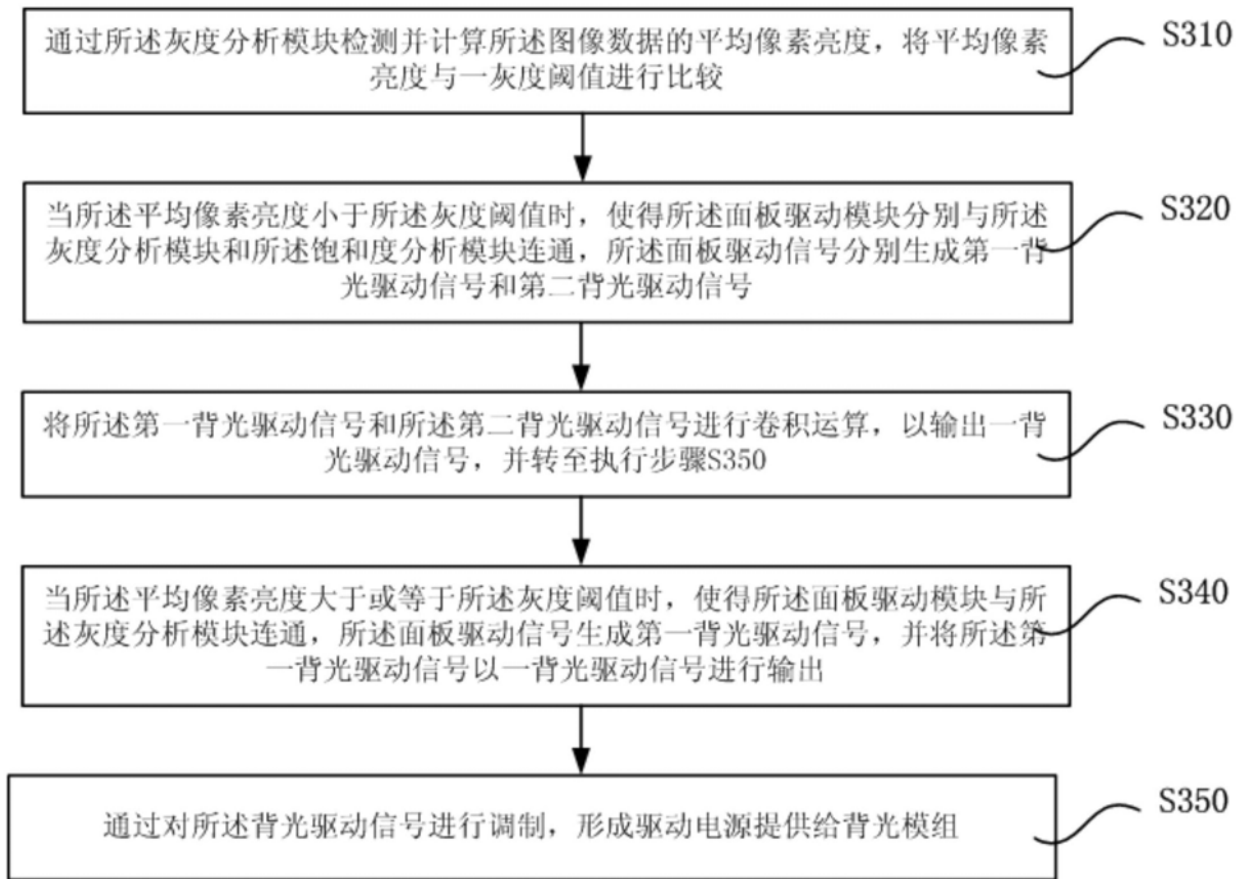 通过所述灰度分析模块检测并计算所述图像数据的平均像素亮度，将平均像素
亮度与一灰度阈值进行比较
S310
当所述平均像素亮度小于所述灰度阈值时，使得所述面板驱动模块分别与所述
灰度分析模块和所述饱和度分析模块连通，所述面板驱动信号分别生成第一背
光驱动信号和第二背光驱动信号
S320
将所述第一背光驱动信号和所述第二背光驱动信号进行卷积运算，以输出一背
光驱动信号，并转至执行步骤S350
S330
当所述平均像素亮度大于或等于所述灰度阈值时，使得所述面板驱动模块与所
述灰度分析模块连通，所述面板驱动信号生成第一背光驱动信号，并将所述第
一背光驱动信号以一背光驱动信号进行输出
S340
通过对所述背光驱动信号进行调制，形成驱动电源提供给背光模组
S350